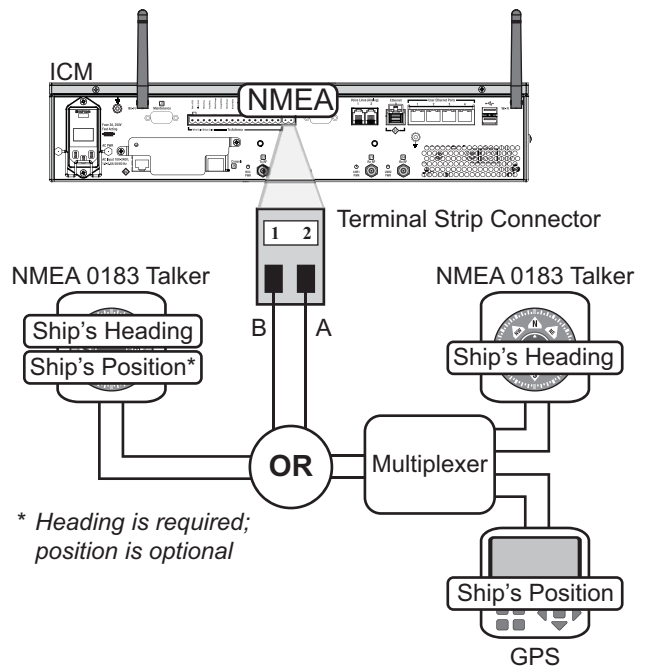 ICM
NMEA
Terminal Strip Connector
1 2
B A
NMEA 0183 Talker
Ship's Heading
Ship's Position*
NMEA 0183 Talker
Ship's Heading
OR
Multiplexer
* Heading is required;
position is optional
Ship's Position
GPS